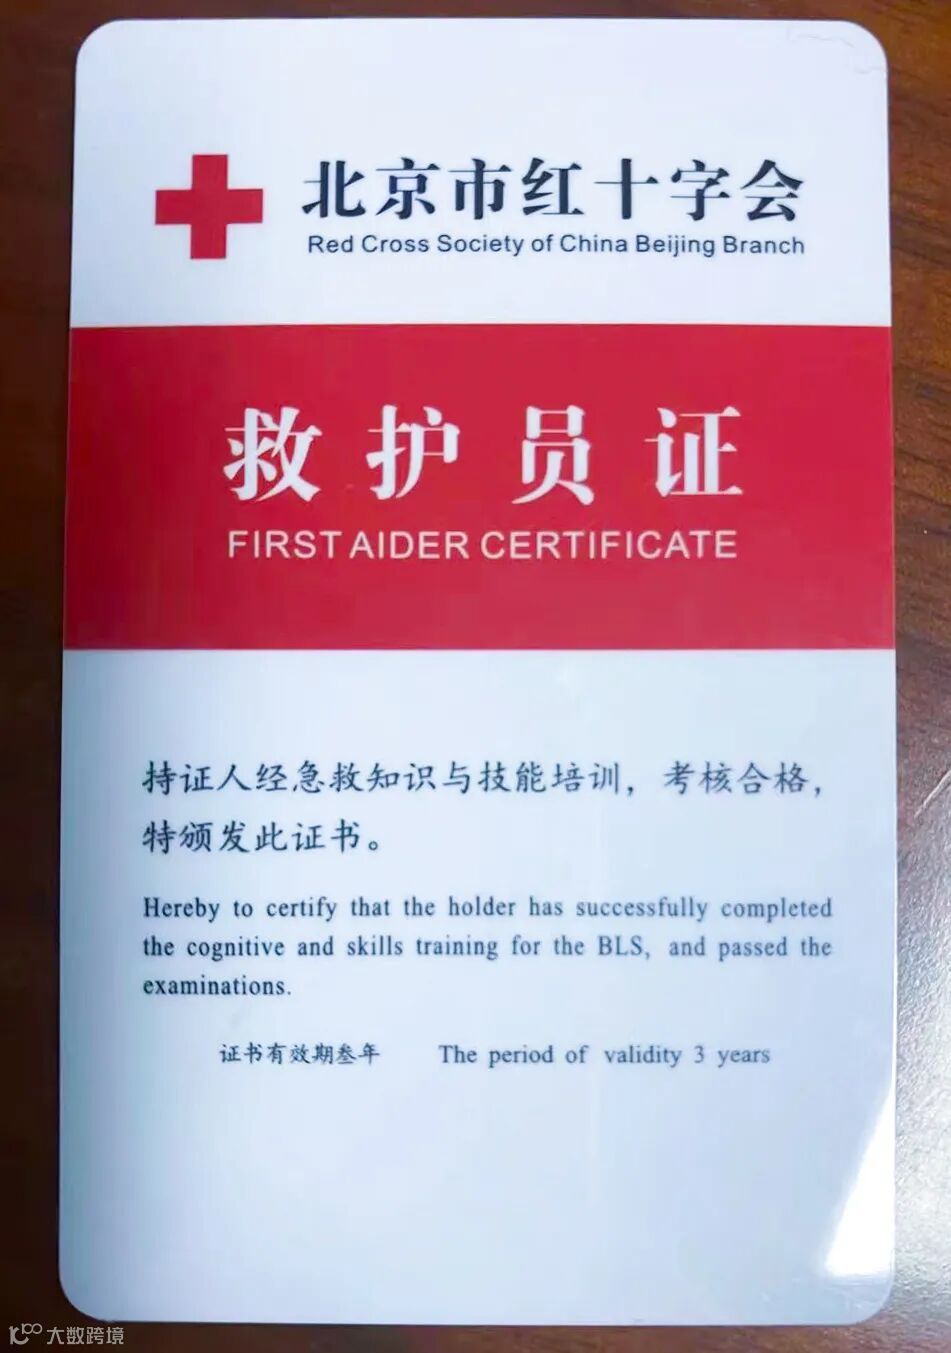 北京市红十字会
Red Cross Society of China Beijing Branch
救护员证
FIRST AIDER CERTIFICATE
持证人经急救知识与技能培训，考核合格，
特颁发此证书。
Hereby to certify that the holder has successfully completed
the cognitive and skills training for the BLS, and passed the
examinations.
证书有效期叁年 The period of validity 3 years
大数跨境